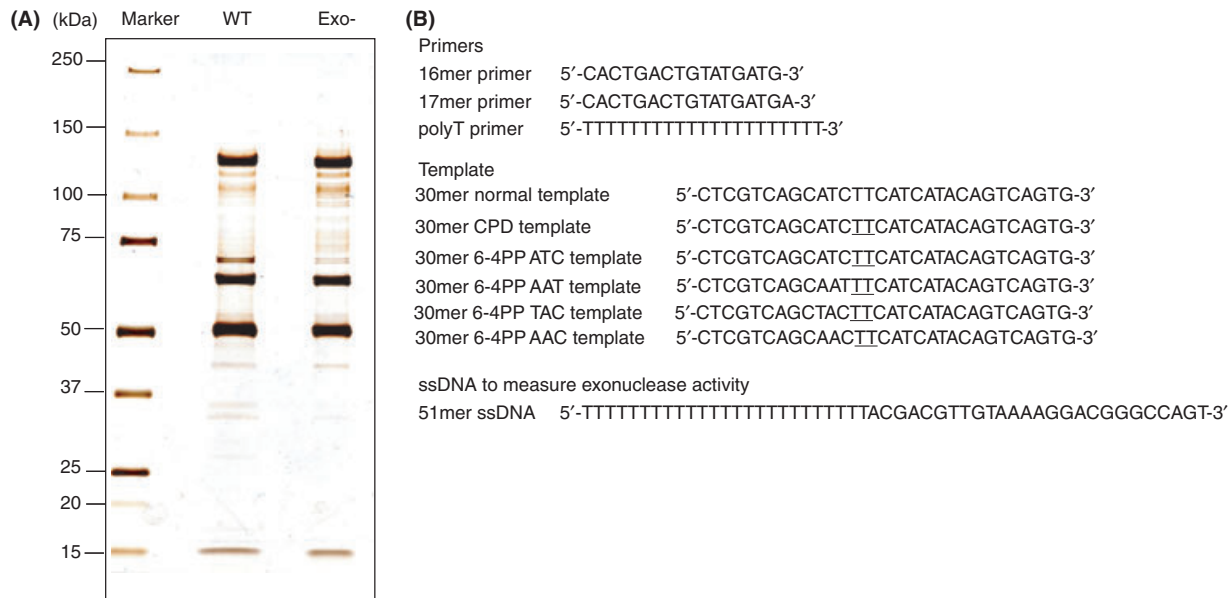 (A) (kDa) Marker WT Exo-
250
150
100
75
50
37
25
20
15
(B)
Primers
16mer primer 5′-CACTGACTGTATGATG-3′
17mer primer 5′-CACTGACTGTATGATGA-3′
polyT primer 5′-TTTTTTTTTTTTTTTTTTTTT-3′
Template
30mer normal template 5′-CTCGTCAGCATCTTCATCATACAGTCAGTG-3′
30mer CPD template 5′-CTCGTCAGCATCTTCATCATACAGTCAGTG-3′
30mer 6-4PP ATC template 5′-CTCGTCAGCATCTTCATCATACAGTCAGTG-3′
30mer 6-4PP AAT template 5′-CTCGTCAGCAATTTCATCATACAGTCAGTG-3′
30mer 6-4PP TAC template 5′-CTCGTCAGCTACTTCATCATACAGTCAGTG-3′
30mer 6-4PP AAC template 5′-CTCGTCAGCAACTTCATCATACAGTCAGTG-3′
ssDNA to measure exonuclease activity
51mer ssDNA 5′-TTTTTTTTTTTTTTTTTTTTTTTTTACGACGTTGTAAAAGGACGGGCCAGT-3′